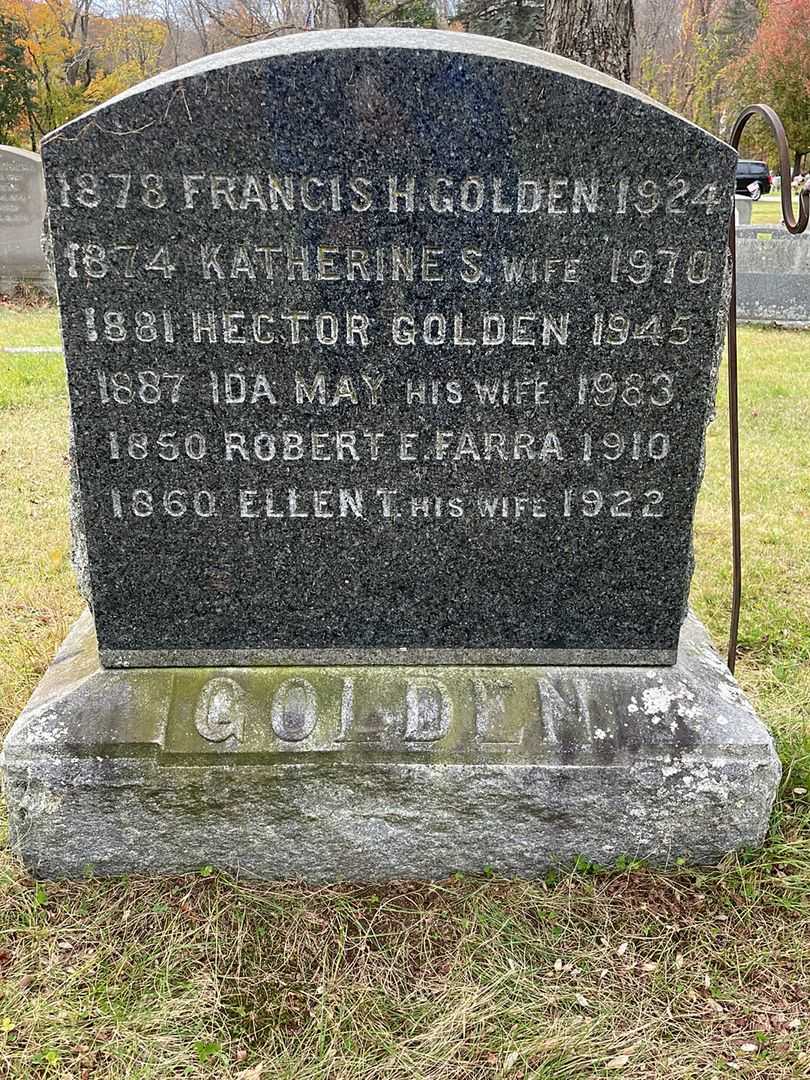 1878 FRANCIS H. GOLDEN 1924
1874 KATHERINE S. WIFE 1970
1881 HECTOR GOLDEN 1945
1887 IDA MAY HIS WIFE 1983
1850 ROBERT E. FARRA 1910
1860 ELLEN T. HIS WIFE 1922
GOLDEN